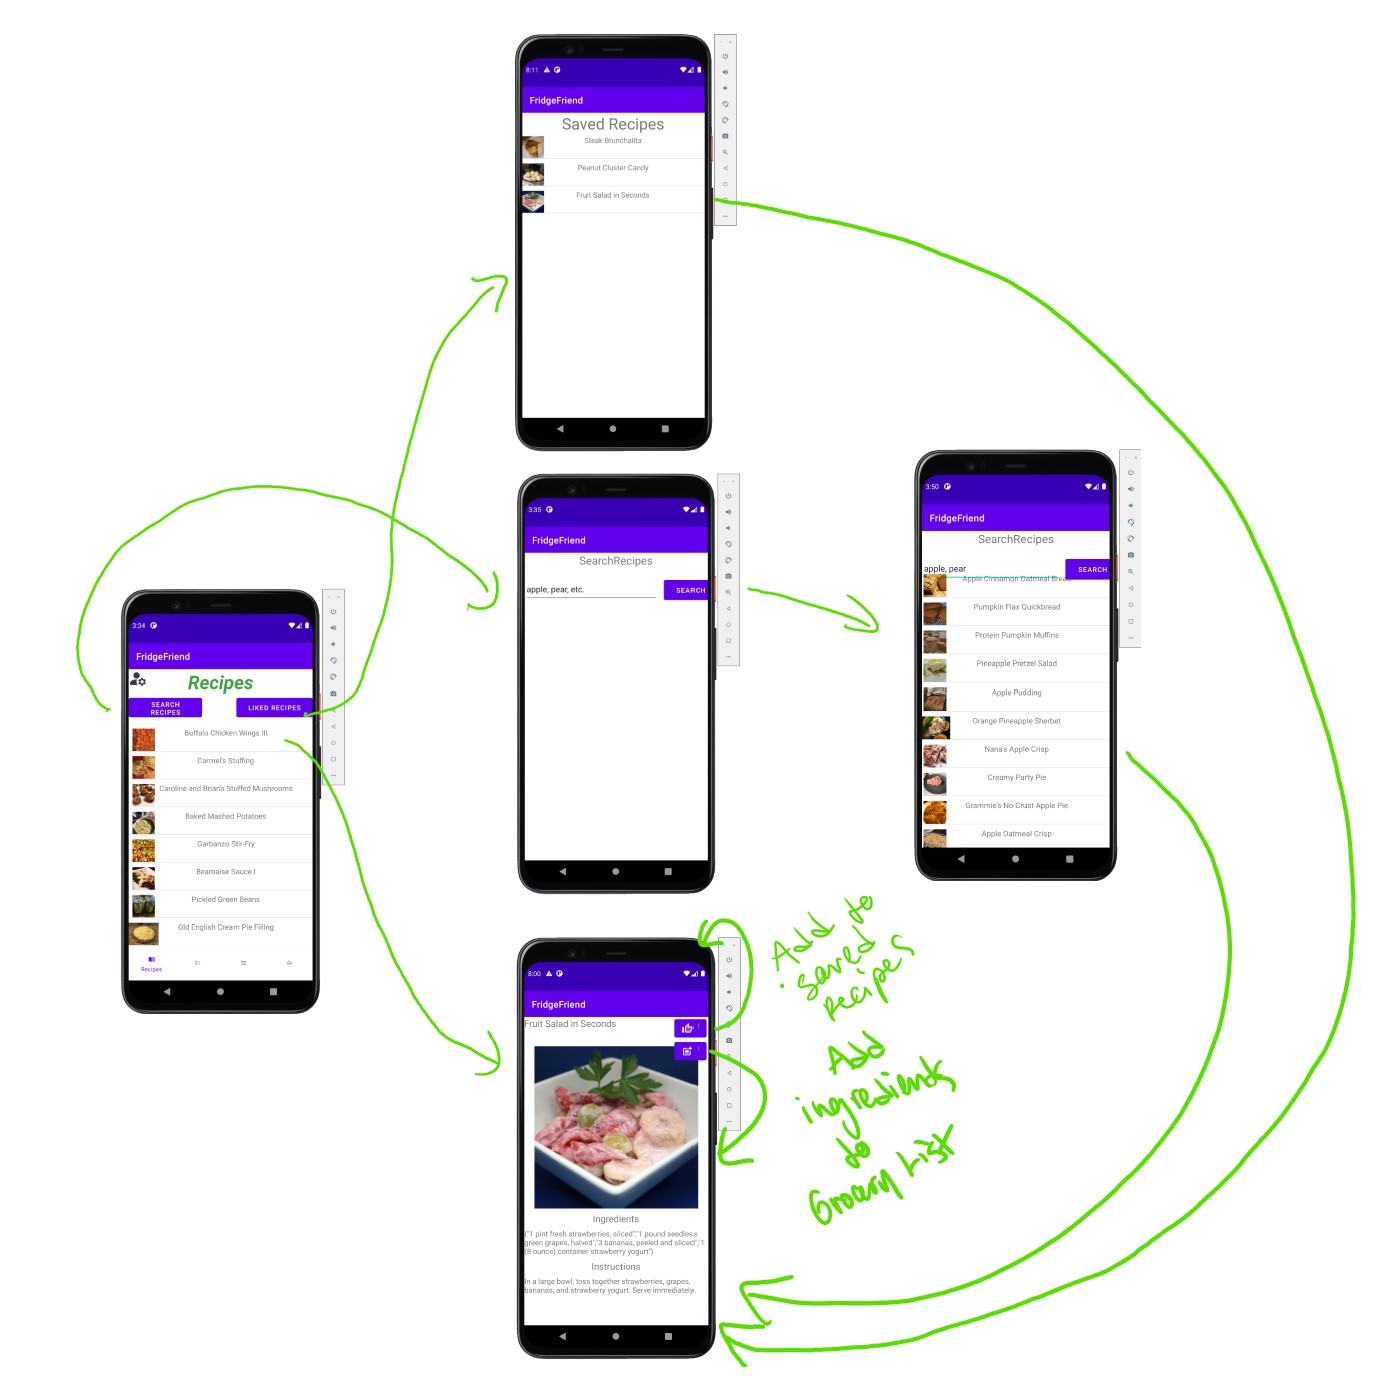 8:11
FridgeFriend
Saved Recipes
Steak Brunchalita
Peanut Cluster Candy
Fruit Salad in Seconds
3:35
FridgeFriend
SearchRecipes
apple, pear, etc.
SEARCH
3:50
FridgeFriend
SearchRecipes
apple, pear
SEARCH
Apple Cinnamon Oatmeal Bread
Pumpkin Flax Quickbread
Protein Pumpkin Muffins
Pineapple Pretzel Salad
Apple Pudding
Orange Pineapple Sherbet
Nana's Apple Crisp
Creamy Party Pie
Grammie's No-Crust Apple Pie
Apple Oatmeal Crisp
3:34
FridgeFriend
Recipes
SEARCH
RECIPES
LIKED RECIPES
Buffalo Chicken Wings III
Carmel's Stuffing
Caroline and Brian's Stuffed Mushrooms
Baked Mashed Potatoes
Garbanzo Stir-Fry
Bearnaise Sauce I
Pickled Green Beans
Old English Cream Pie Filling
Recipes
8:00
FridgeFriend
Fruit Salad in Seconds
Ingredients
{"1 pint fresh strawberries, sliced","1 pound seedless
green grapes, halved","3 bananas, peeled and sliced","1
(8 ounce) container strawberry yogurt"}
Instructions
In a large bowl, toss together strawberries, grapes,
bananas, and strawberry yogurt. Serve immediately.
Add to
saved
recipes
Add
ingredients
to
Grocery List